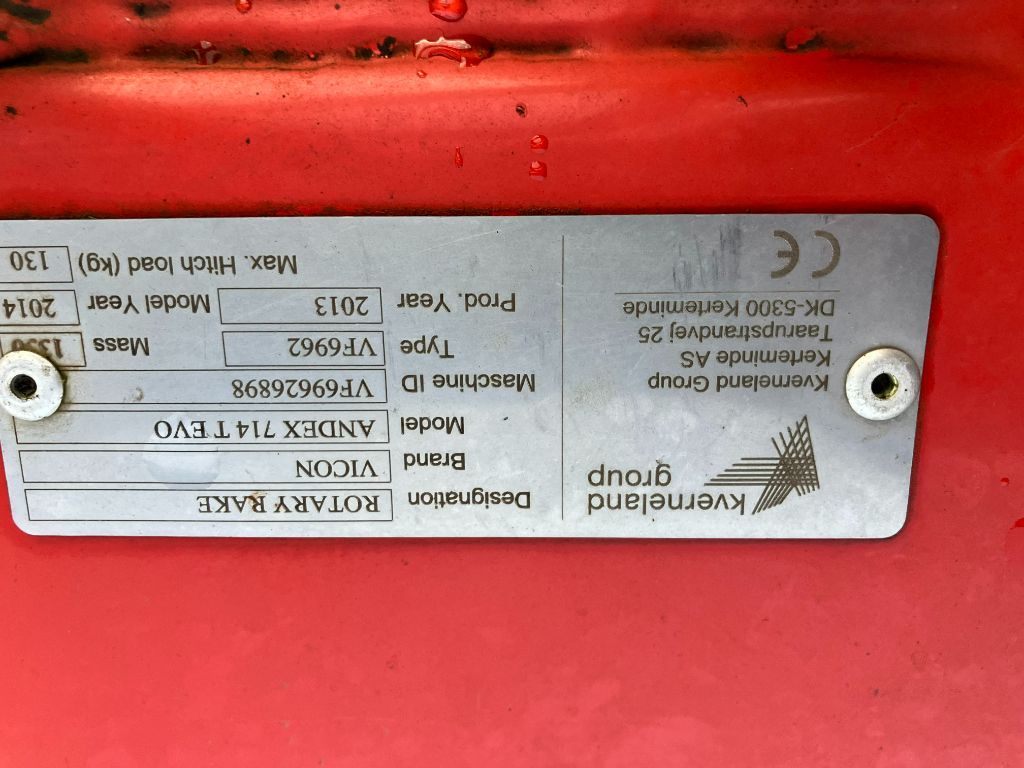 kverneland
group
Kverneland Group
Kerteminde AS
Taarupstrandvej 25
DK-5300 Kerteminde
CE
Designation ROTARY RAKE
Brand VICON
Model ANDEX 714 T EVO
Maschine ID VF69626898
Type VF6962 Mass
Prod. Year 2013 Model Year 2014
Max. Hitch load (kg) 130